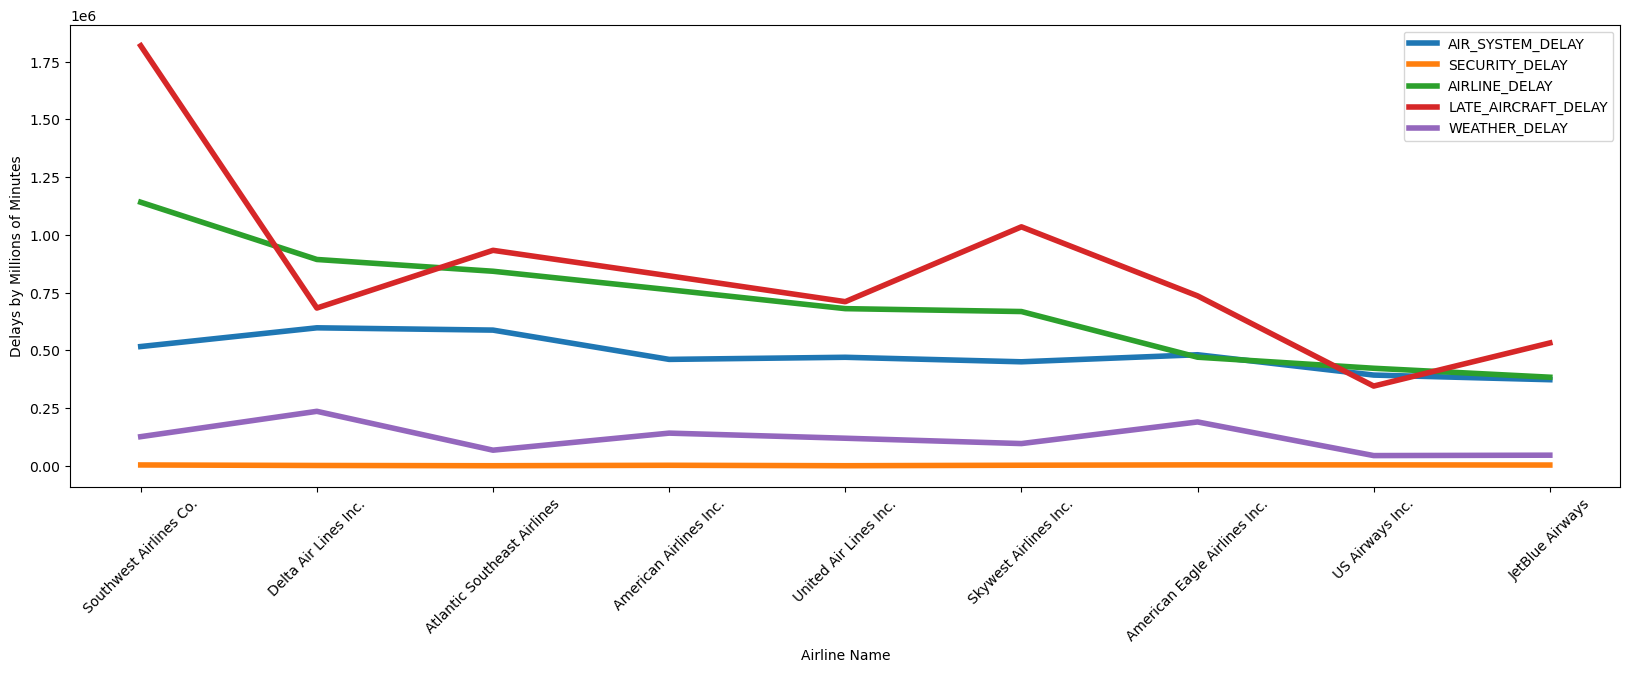 1e6
1.75
1.50
1.25
1.00
0.75
0.50
0.25
0.00
Delays by Millions of Minutes
AIR_SYSTEM_DELAY
SECURITY_DELAY
AIRLINE_DELAY
LATE_AIRCRAFT_DELAY
WEATHER_DELAY
Southwest Airlines Co.
Delta Air Lines Inc.
Atlantic Southeast Airlines
American Airlines Inc.
United Air Lines Inc.
Skywest Airlines Inc.
American Eagle Airlines Inc.
US Airways Inc.
JetBlue Airways
Airline Name